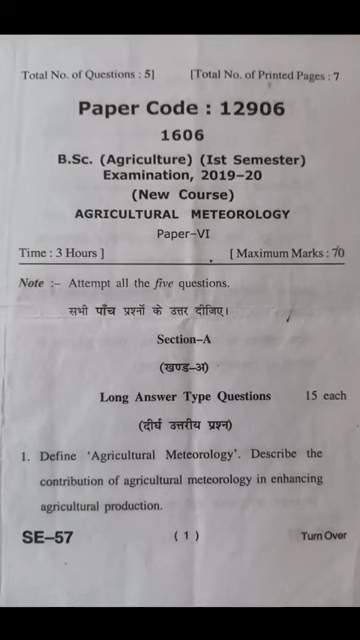 Total No. of Questions : 5] [Total No. of Printed Pages : 7
Paper Code : 12906
1606
B.Sc. (Agriculture) (Ist Semester)
Examination, 2019–20
(New Course)
AGRICULTURAL METEOROLOGY
Paper–VI
Time : 3 Hours ] [ Maximum Marks : 70
Note :– Attempt all the five questions.
सभी पाँच प्रश्नों के उत्तर दीजिए।
Section–A
(खण्ड–अ)
Long Answer Type Questions 15 each
(दीर्घ उत्तरीय प्रश्न)
1. Define ‘Agricultural Meteorology’. Describe the
contribution of agricultural meteorology in enhancing
agricultural production.
SE–57 ( 1 ) Turn Over